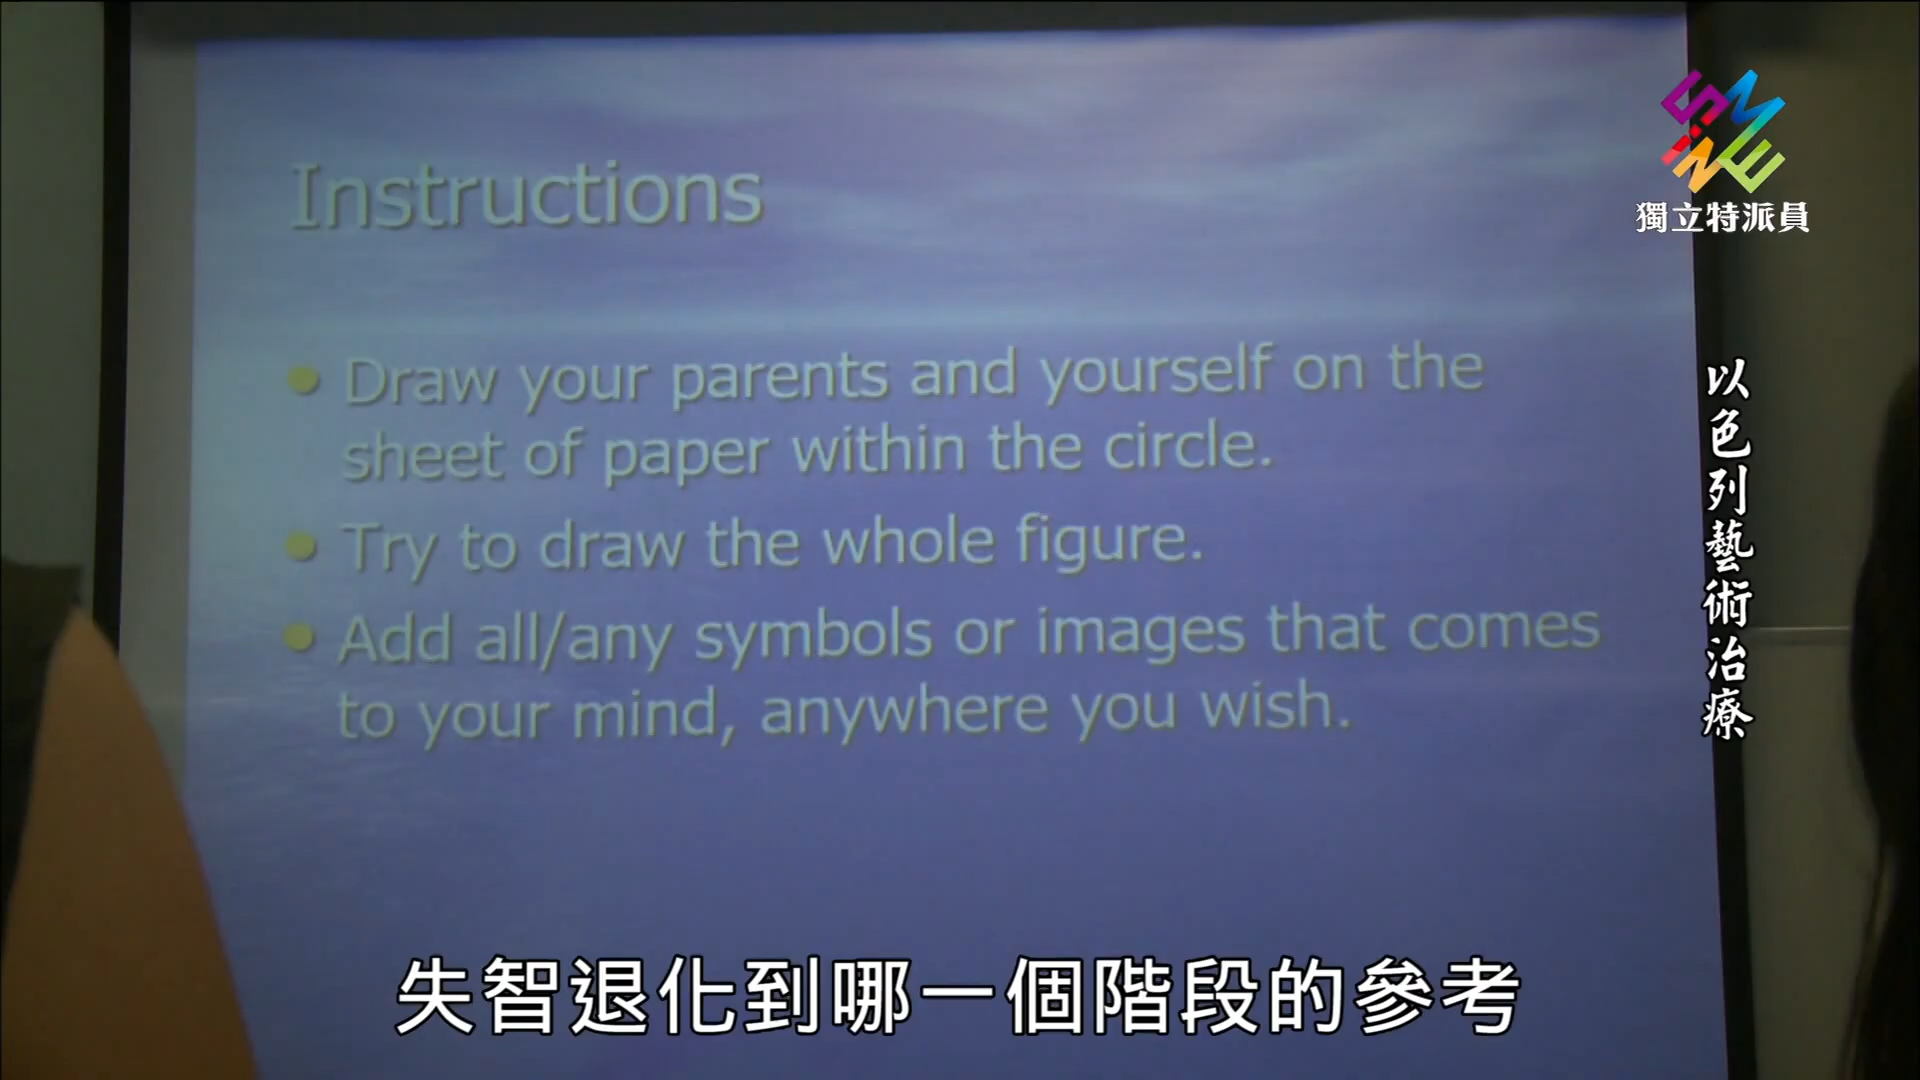 Instructions
Draw your parents and yourself on the
sheet of paper within the circle.
Try to draw the whole figure.
Add all/any symbols or images that comes
to your mind, anywhere you wish.
INNEWS
獨立特派員
以色列藝術治療
失智退化到哪一個階段的參考